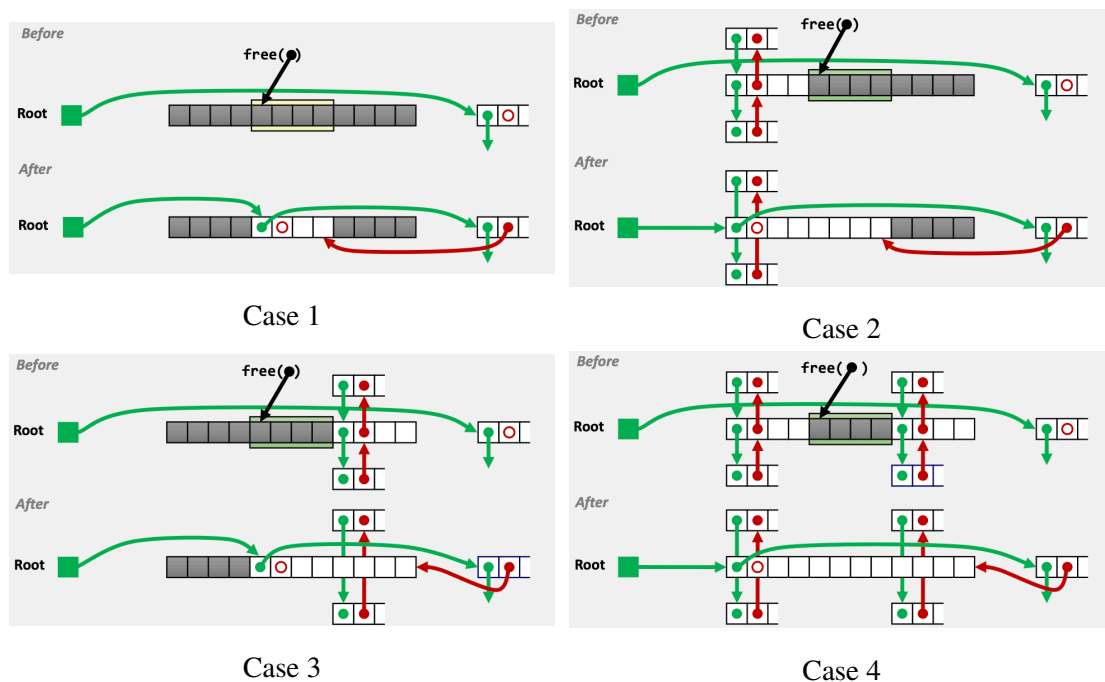 Before
free( )
Root
After
Root
Case 1
Before
free( )
Root
After
Root
Case 2
Before
free( )
Root
After
Root
Case 3
Before
free( )
Root
After
Root
Case 4